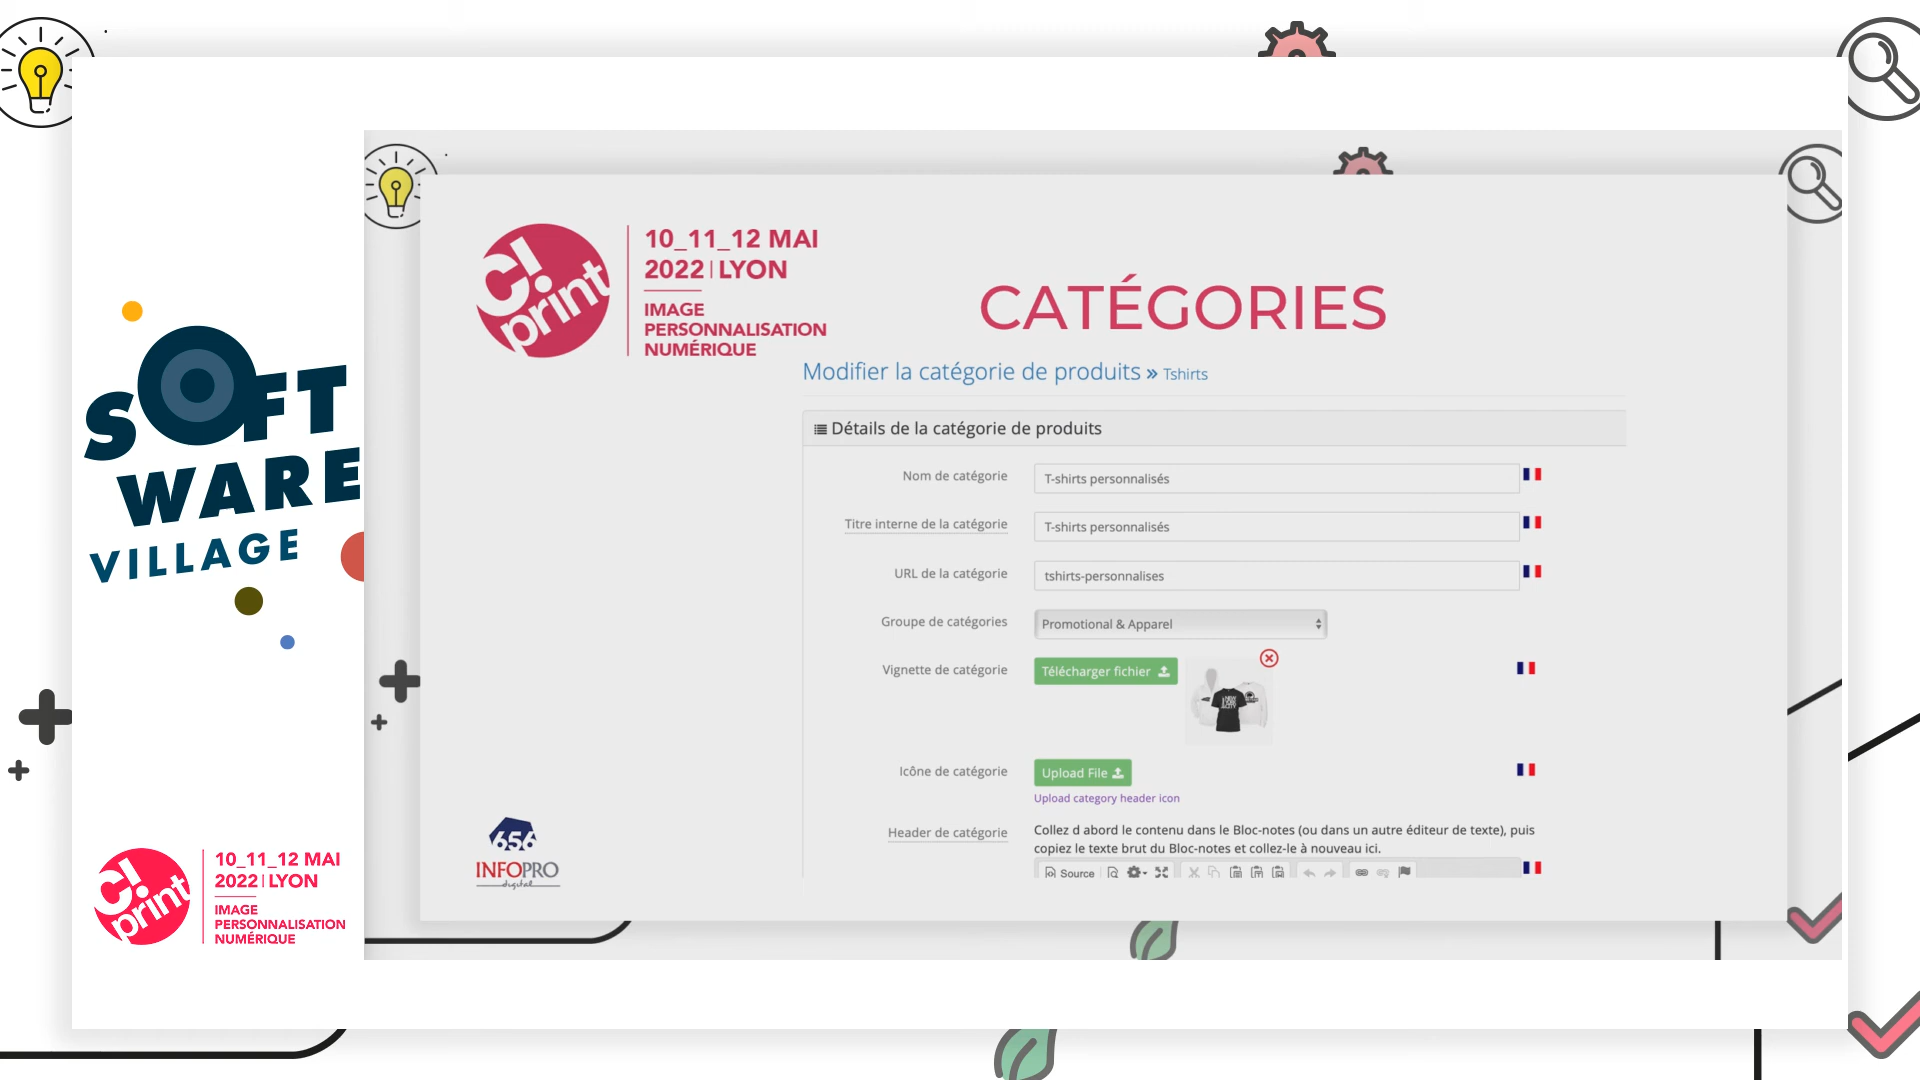 SOFT
WARE
VILLAGE
C!
print
10_11_12 MAI
2022 | LYON
IMAGE
PERSONNALISATION
NUMÉRIQUE
C!
print
10_11_12 MAI
2022 | LYON
IMAGE
PERSONNALISATION
NUMÉRIQUE
CATÉGORIES
Modifier la catégorie de produits » Tshirts
Détails de la catégorie de produits
Nom de catégorie T-shirts personnalisés
Titre interne de la catégorie T-shirts personnalisés
URL de la catégorie tshirts-personnalises
Groupe de catégories Promotional & Apparel
Vignette de catégorie Télécharger fichier
Icône de catégorie Upload File
Upload category header icon
Header de catégorie Collez d abord le contenu dans le Bloc-notes (ou dans un autre éditeur de texte), puis
copiez le texte brut du Bloc-notes et collez-le à nouveau ici.
Source
656
INFOPRO
digital